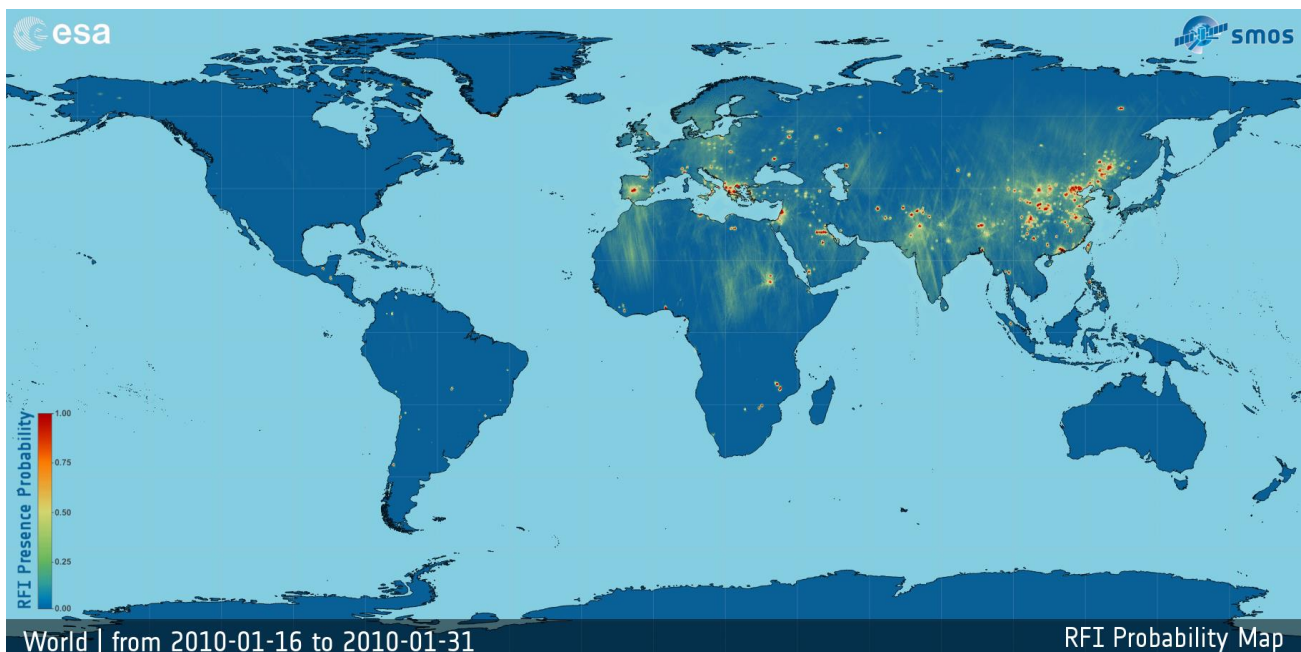 esa
smos
RFI Presence Probability
1.00
0.75
0.50
0.25
0.00
World | from 2010-01-16 to 2010-01-31
RFI Probability Map